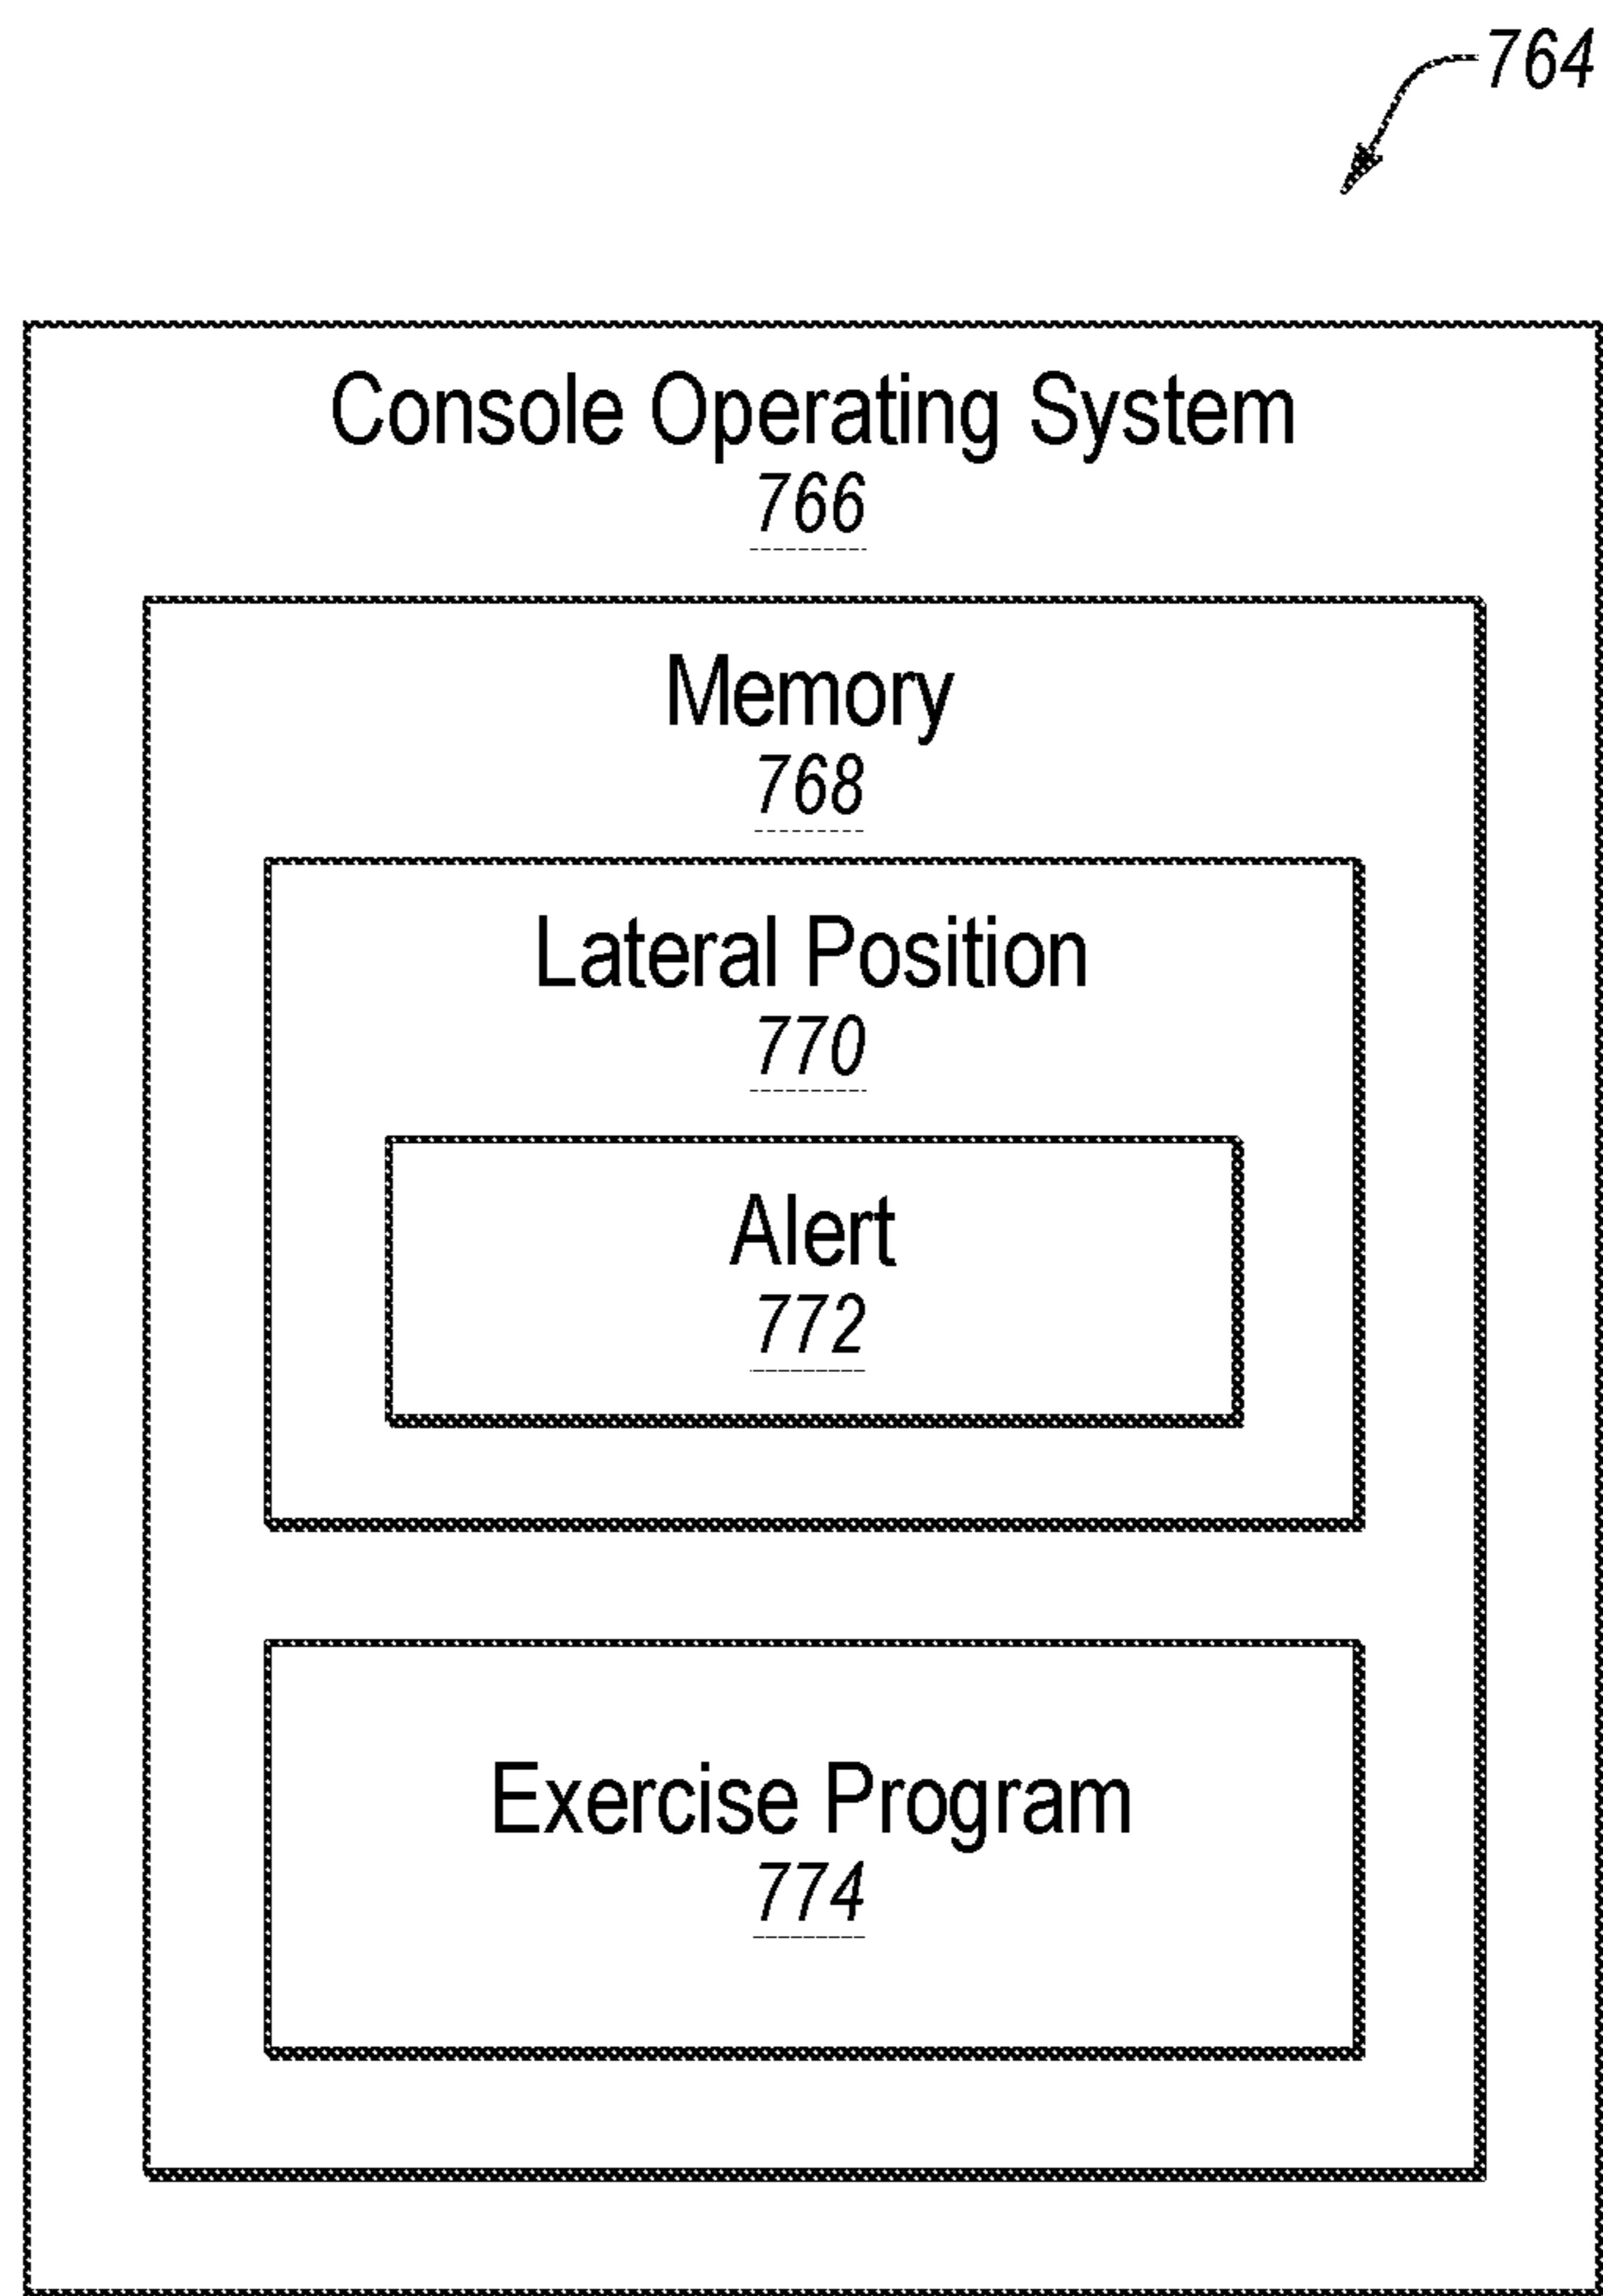 764
Console Operating System
766
Memory
768
Lateral Position
770
Alert
772
Exercise Program
774